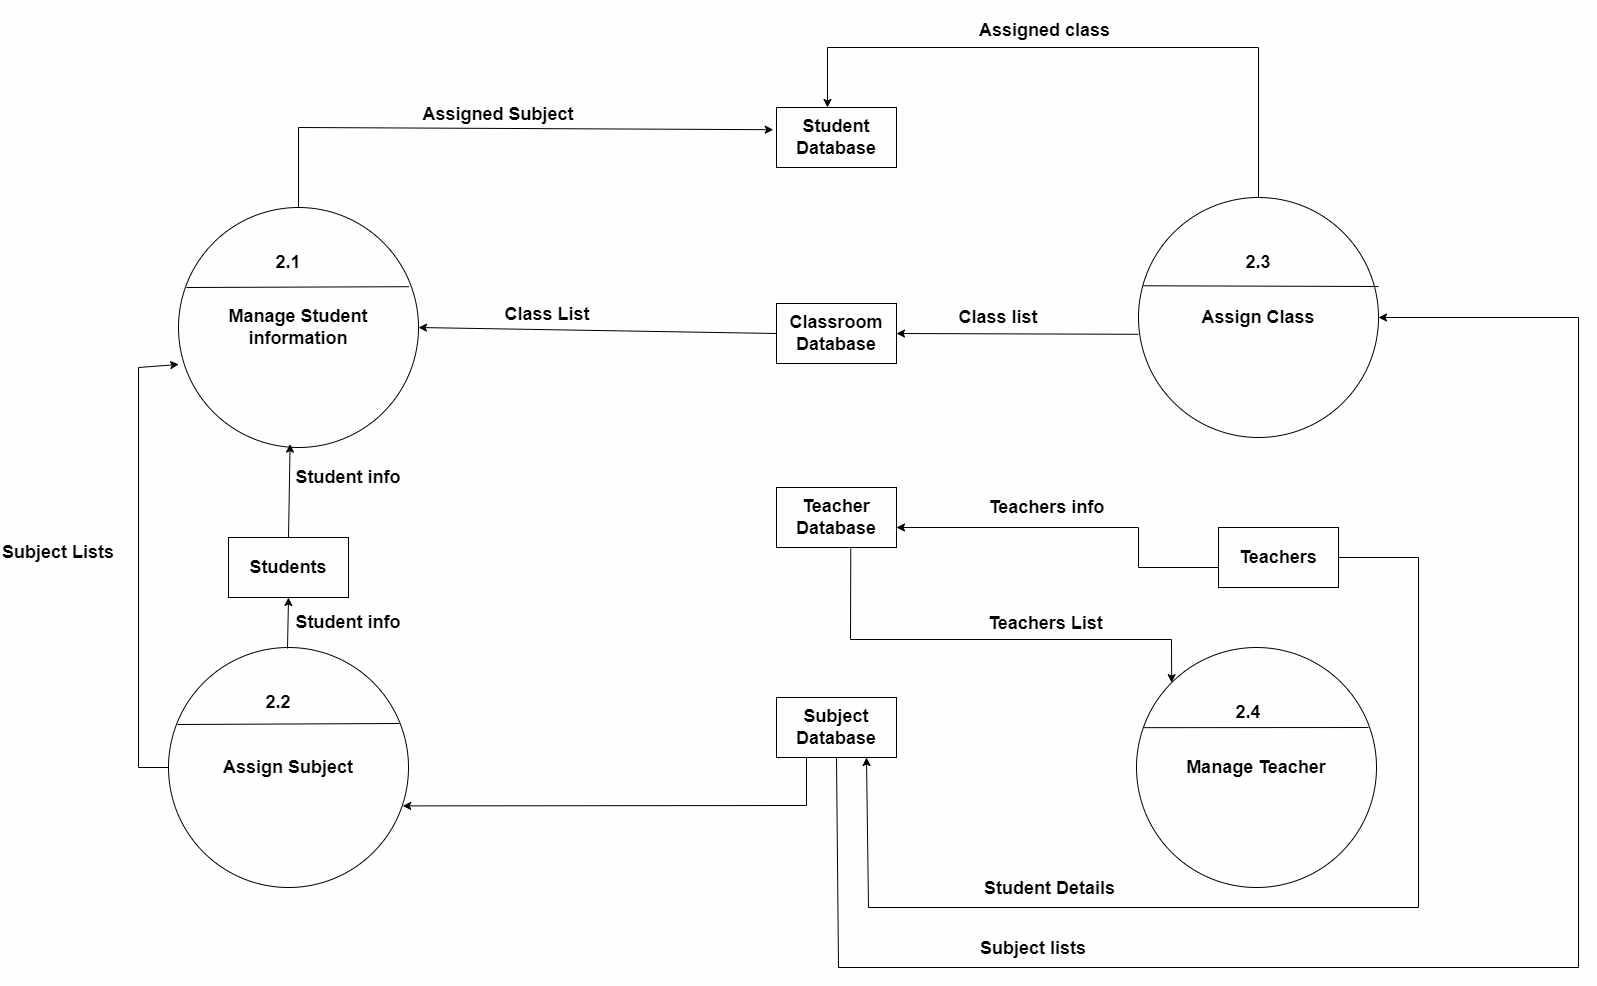 Assigned class
Assigned Subject
Student
Database
2.1
2.3
Manage Student
information
Class List
Classroom
Database
Class list
Assign Class
Student info
Teacher
Database
Teachers info
Teachers
Subject Lists
Students
Student info
Teachers List
2.2
Subject
Database
2.4
Assign Subject
Manage Teacher
Student Details
Subject lists